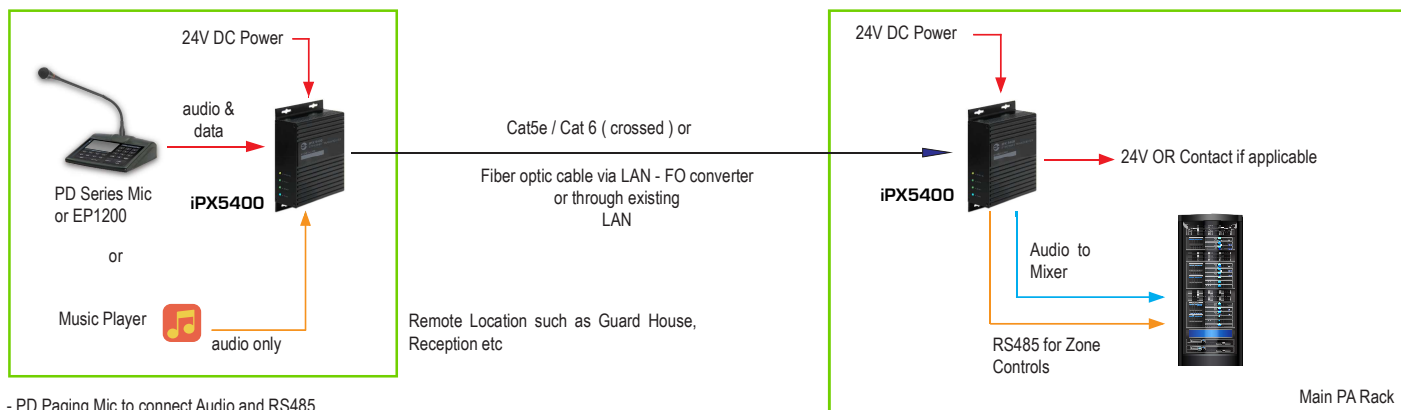 24V DC Power
audio &
data
PD Series Mic
or EP1200
iPX5400
or
Music Player
audio only
Cat5e / Cat 6 ( crossed ) or
Fiber optic cable via LAN - FO converter
or through existing
LAN
Remote Location such as Guard House,
Reception etc
24V DC Power
iPX5400
24V OR Contact if applicable
Audio to
Mixer
RS485 for Zone
Controls
Main PA Rack
- PD Paging Mic to connect Audio and RS485